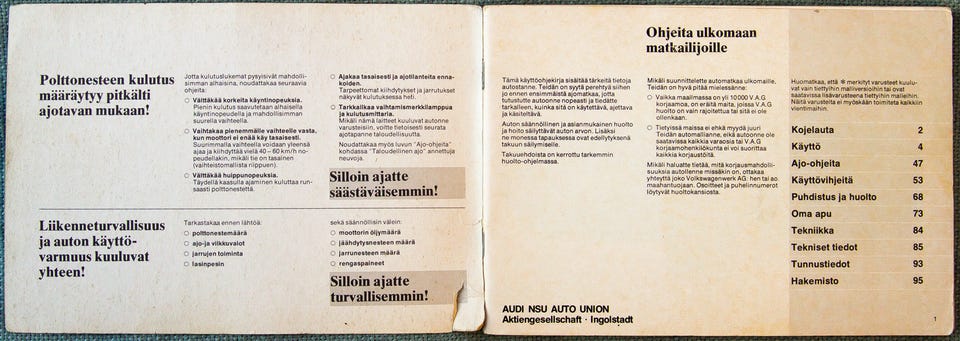 Polttonesteen kulutus
määräytyy pitkälti
ajotavan mukaan!
Jotta kulutuslukemat pysyisivät mahdolli-
simman alhaisina, noudattakaa seuraavia
ohjeita:
○ Välttäkää korkeita käyntinopeuksia.
Pienin kulutus saavutetaan alhaisella
käyntinopeudella ja mahdollisimman
suurella vaihteella.
○ Vaihtakaa pienemmälle vaihteelle vasta,
kun moottori ei enää käy tasaisesti.
Suurimmalla vaihteella voidaan yleensä
ajaa ja kiihdyttää vielä 40–60 km/h no-
peudellakin, mikäli tie on tasainen
(vaihteistomallista riippuen).
○ Välttäkää huippunopeuksia.
Täydellä kaasulla ajaminen kuluttaa run-
saasti polttonestettä.
○ Ajakaa tasaisesti ja ajotilanteita enna-
koiden.
Tarpeettomat kiihdytykset ja jarrutukset
näkyvät kulutuksessa heti.
○ Tarkkailkaa vaihtamismerkkilamppua
ja kulutusmittaria.
Mikäli nämä laitteet kuuluvat autonne
varusteisiin, voitte tietoisesti seurata
ajotapanne taloudellisuutta.
Noudattakaa myös luvun "Ajo-ohjeita"
kohdassa "Taloudellinen ajo" annettuja
neuvoja.
Silloin ajatte
säästäväisemmin!
Liikenneturvallisuus
ja auton käyttö-
varmuus kuuluvat
yhteen!
Tarkastakaa ennen lähtöä:
○ polttonestemäärä
○ ajo-ja vilkkuvalot
○ jarrujen toiminta
○ lasinpesin
sekä säännöllisin välein:
○ moottorin öljymäärä
○ jäähdytysnesteen määrä
○ jarrunesteen määrä
○ rengaspaineet
Silloin ajatte
turvallisemmin!
Ohjeita ulkomaan
matkailijoille
Tämä käyttöohjekirja sisältää tärkeitä tietoja
autostanne. Teidän on syytä perehtyä siihen
jo ennen ensimmäistä ajomatkaa, jotta
tutustutte autoonne nopeasti ja tiedätte
tarkalleen, kuinka sitä on käytettävä, ajettava
ja käsiteltävä.
Auton säännöllinen ja asianmukainen huolto
ja hoito säilyttävät auton arvon. Lisäksi
ne monessa tapauksessa ovat edellytyksenä
takuun säilymiselle.
Takuuehdoista on kerrottu tarkemmin
huolto-ohjelmassa.
Mikäli suunnittelette automatkaa ulkomaille,
Teidän on hyvä pitää mielessänne:
○ Vaikka maailmassa on yli 10000 V.A.G
korjaamoa, on eräitä maita, joissa V.A.G
huolto on vain rajoitettua tai sitä ei ole
ollenkaan.
○ Tietyissä maissa ei ehkä myydä juuri
Teidän automalliamme, eikä autoonne ole
saatavissa kaikkia varaosia tai V.A.G
korjaamohenkilökunta ei voi suorittaa
kaikkia korjaustöitä.
Mikäli haluatte tietää, mitä korjausmahdolli-
suuksia autollenne missäkin on, ottakaa
yhteyttä joko Volkswagenwerk AG: hen tai ao.
maahantuojaan. Osoitteet ja puhelinnumerot
löytyvät huoltokansiosta.
Huomatkaa, että ✻ merkityt varusteet kuulu-
vat vain tiettyihin malliversioihin tai ovat
saatavissa lisävarusteena tiettyihin malleihin.
Näitä varusteita ei myöskään toimiteta kaikkiin
vientimaihin.
Kojelauta 2
Käyttö 4
Ajo-ohjeita 47
Käyttövihjeitä 53
Puhdistus ja huolto 68
Oma apu 73
Tekniikka 84
Tekniset tiedot 85
Tunnustiedot 93
Hakemisto 95
AUDI NSU AUTO UNION
Aktiengesellschaft · Ingolstadt
1